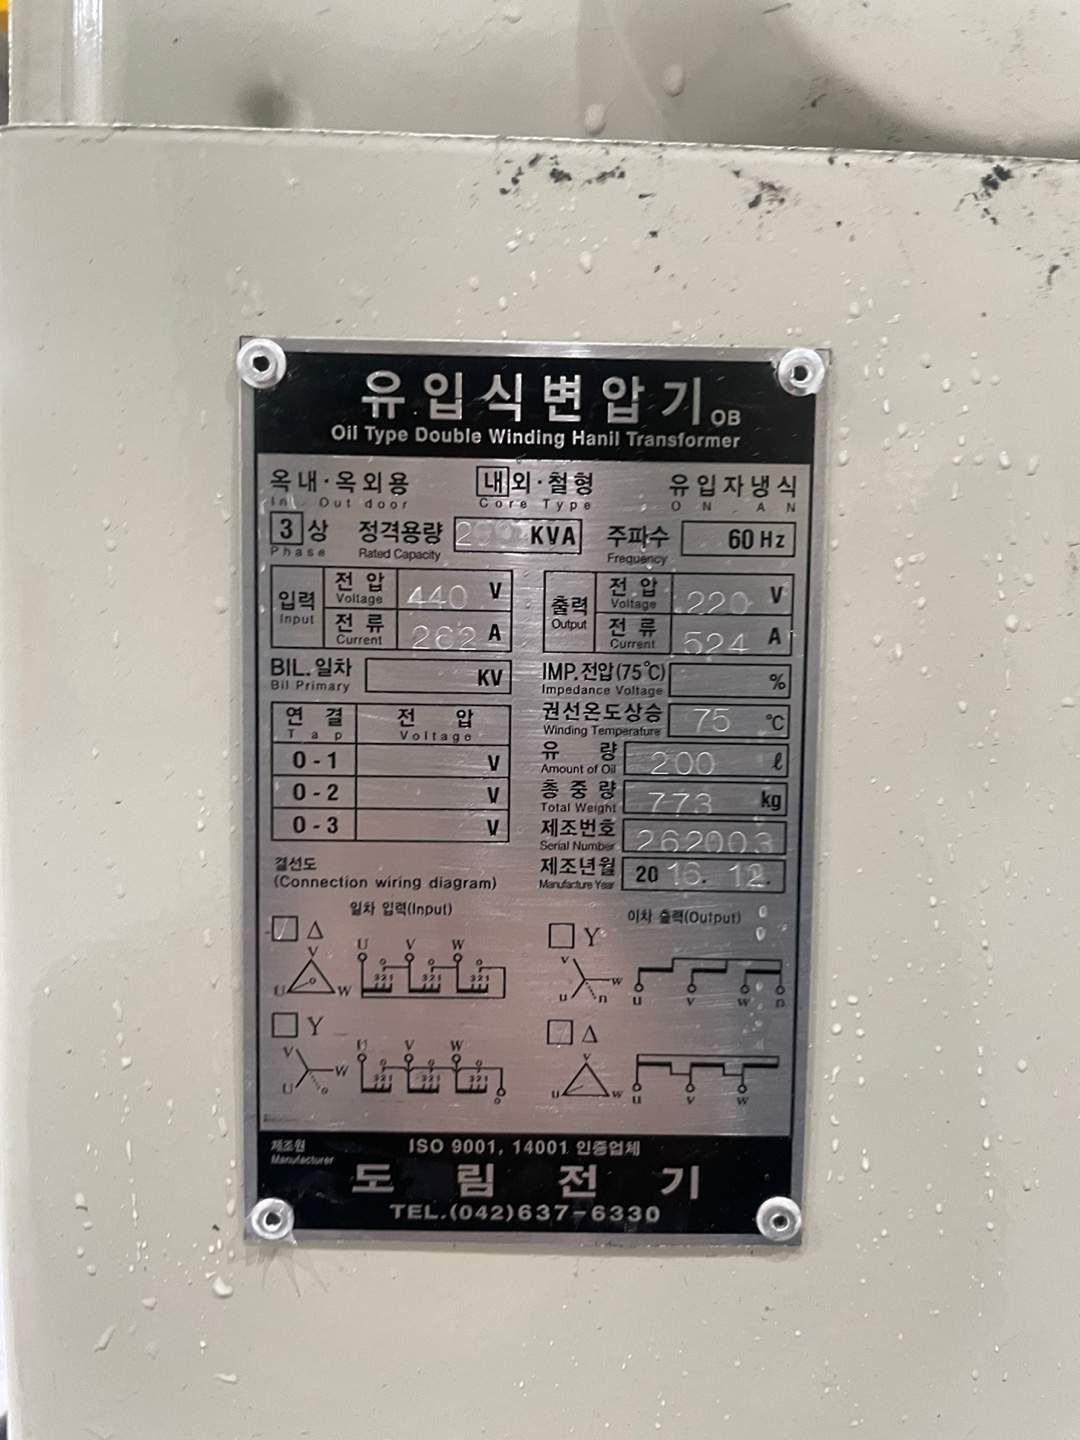 유입식변압기 OB
Oil Type Double Winding Hanil Transformer
옥내·옥외용 내외·철형 유입자냉식
In Out door Core Type O N A N
3 상 정격용량 200 KVA 주파수 60 Hz
Phase Rated Capacity Frequency
입력 Input 전압 Voltage 440 V 출력 Output 전압 Voltage 220 V
전류 Current 262 A 전류 Current 524 A
BIL. 일차 KV IMP. 전압(75℃) %
Bil Primary Impedance Voltage
연결 Tap 전압 Voltage 권선온도상승 Winding Temperature 75 ℃
0 - 1 V 유량 Amount of Oil 200 ℓ
0 - 2 V 총중량 Total Weight 773 kg
0 - 3 V 제조번호 Serial Number 262003
결선도 제조년월 Manufacture Year 2016. 12.
(Connection wiring diagram)
일차 입력(Input) 이차 출력(Output)
Δ U V W Y
V o 321 o 321 o 321 v
U o W w u n u v w n
Y U V W Δ
V W o 321 o 321 o 321 v
U o o u w u v w
제조원 ISO 9001, 14001 인증업체
Manufacturer
도림전기
TEL.(042)637-6330